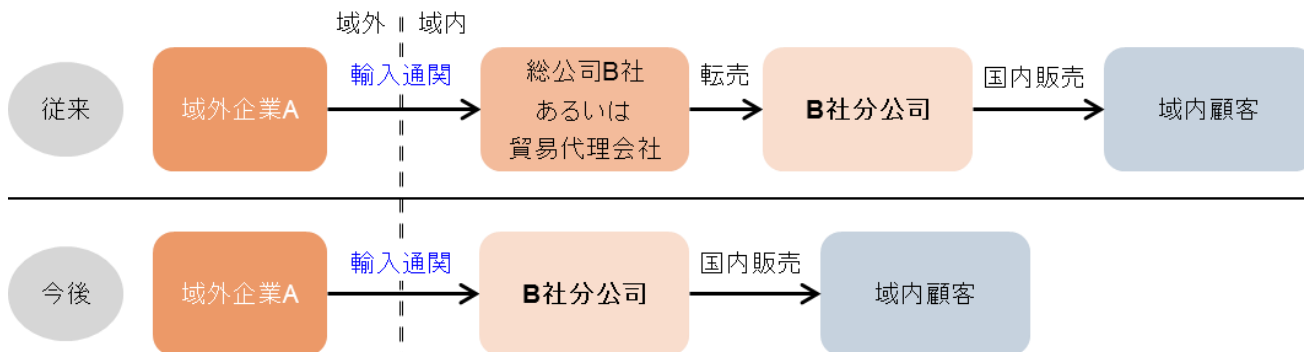 域外 域内
従来
域外企業A
輸入通関
総公司B社
あるいは
貿易代理会社
転売
B社分公司
国内販売
域内顧客
今後
域外企業A
輸入通関
B社分公司
国内販売
域内顧客